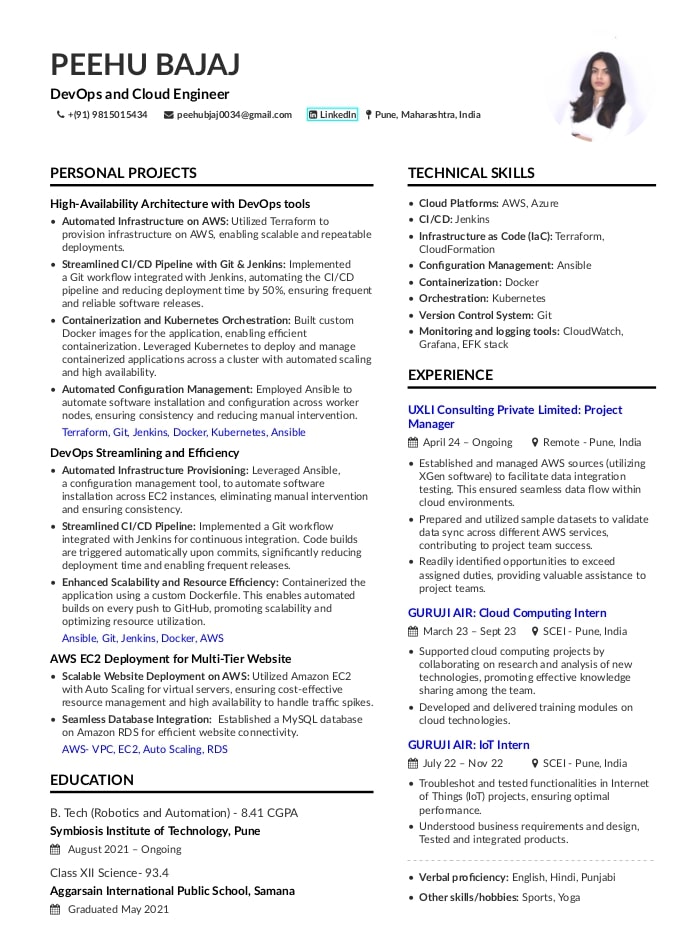 PEEHU BAJAJ
DevOps and Cloud Engineer
+(91) 9815015434 peehubjaj0034@gmail.com LinkedIn Pune, Maharashtra, India
PERSONAL PROJECTS
High-Availability Architecture with DevOps tools
• Automated Infrastructure on AWS: Utilized Terraform to
provision infrastructure on AWS, enabling scalable and repeatable
deployments.
• Streamlined CI/CD Pipeline with Git & Jenkins: Implemented
a Git workflow integrated with Jenkins, automating the CI/CD
pipeline and reducing deployment time by 50%, ensuring frequent
and reliable software releases.
• Containerization and Kubernetes Orchestration: Built custom
Docker images for the application, enabling efficient
containerization. Leveraged Kubernetes to deploy and manage
containerized applications across a cluster with automated scaling
and high availability.
• Automated Configuration Management: Employed Ansible to
automate software installation and configuration across worker
nodes, ensuring consistency and reducing manual intervention.
Terraform, Git, Jenkins, Docker, Kubernetes, Ansible
DevOps Streamlining and Efficiency
• Automated Infrastructure Provisioning: Leveraged Ansible,
a configuration management tool, to automate software
installation across EC2 instances, eliminating manual intervention
and ensuring consistency.
• Streamlined CI/CD Pipeline: Implemented a Git workflow
integrated with Jenkins for continuous integration. Code builds
are triggered automatically upon commits, significantly reducing
deployment time and enabling frequent releases.
• Enhanced Scalability and Resource Efficiency: Containerized the
application using a custom Dockerfile. This enables automated
builds on every push to GitHub, promoting scalability and
optimizing resource utilization.
Ansible, Git, Jenkins, Docker, AWS
AWS EC2 Deployment for Multi-Tier Website
• Scalable Website Deployment on AWS: Utilized Amazon EC2
with Auto Scaling for virtual servers, ensuring cost-effective
resource management and high availability to handle traffic spikes.
• Seamless Database Integration: Established a MySQL database
on Amazon RDS for efficient website connectivity.
AWS- VPC, EC2, Auto Scaling, RDS
EDUCATION
B. Tech (Robotics and Automation) - 8.41 CGPA
Symbiosis Institute of Technology, Pune
August 2021 – Ongoing
Class XII Science- 93.4
Aggarsain International Public School, Samana
Graduated May 2021
TECHNICAL SKILLS
• Cloud Platforms: AWS, Azure
• CI/CD: Jenkins
• Infrastructure as Code (IaC): Terraform,
CloudFormation
• Configuration Management: Ansible
• Containerization: Docker
• Orchestration: Kubernetes
• Version Control System: Git
• Monitoring and logging tools: CloudWatch,
Grafana, EFK stack
EXPERIENCE
UXLI Consulting Private Limited: Project
Manager
April 24 – Ongoing Remote - Pune, India
• Established and managed AWS sources (utilizing
XGen software) to facilitate data integration
testing. This ensured seamless data flow within
cloud environments.
• Prepared and utilized sample datasets to validate
data sync across different AWS services,
contributing to project team success.
• Readily identified opportunities to exceed
assigned duties, providing valuable assistance to
project teams.
GURUJI AIR: Cloud Computing Intern
March 23 – Sept 23 SCEI - Pune, India
• Supported cloud computing projects by
collaborating on research and analysis of new
technologies, promoting effective knowledge
sharing among the team.
• Developed and delivered training modules on
cloud technologies.
GURUJI AIR: IoT Intern
July 22 – Nov 22 SCEI - Pune, India
• Troubleshot and tested functionalities in Internet
of Things (IoT) projects, ensuring optimal
performance.
• Understood business requirements and design,
Tested and integrated products.
• Verbal proficiency: English, Hindi, Punjabi
• Other skills/hobbies: Sports, Yoga